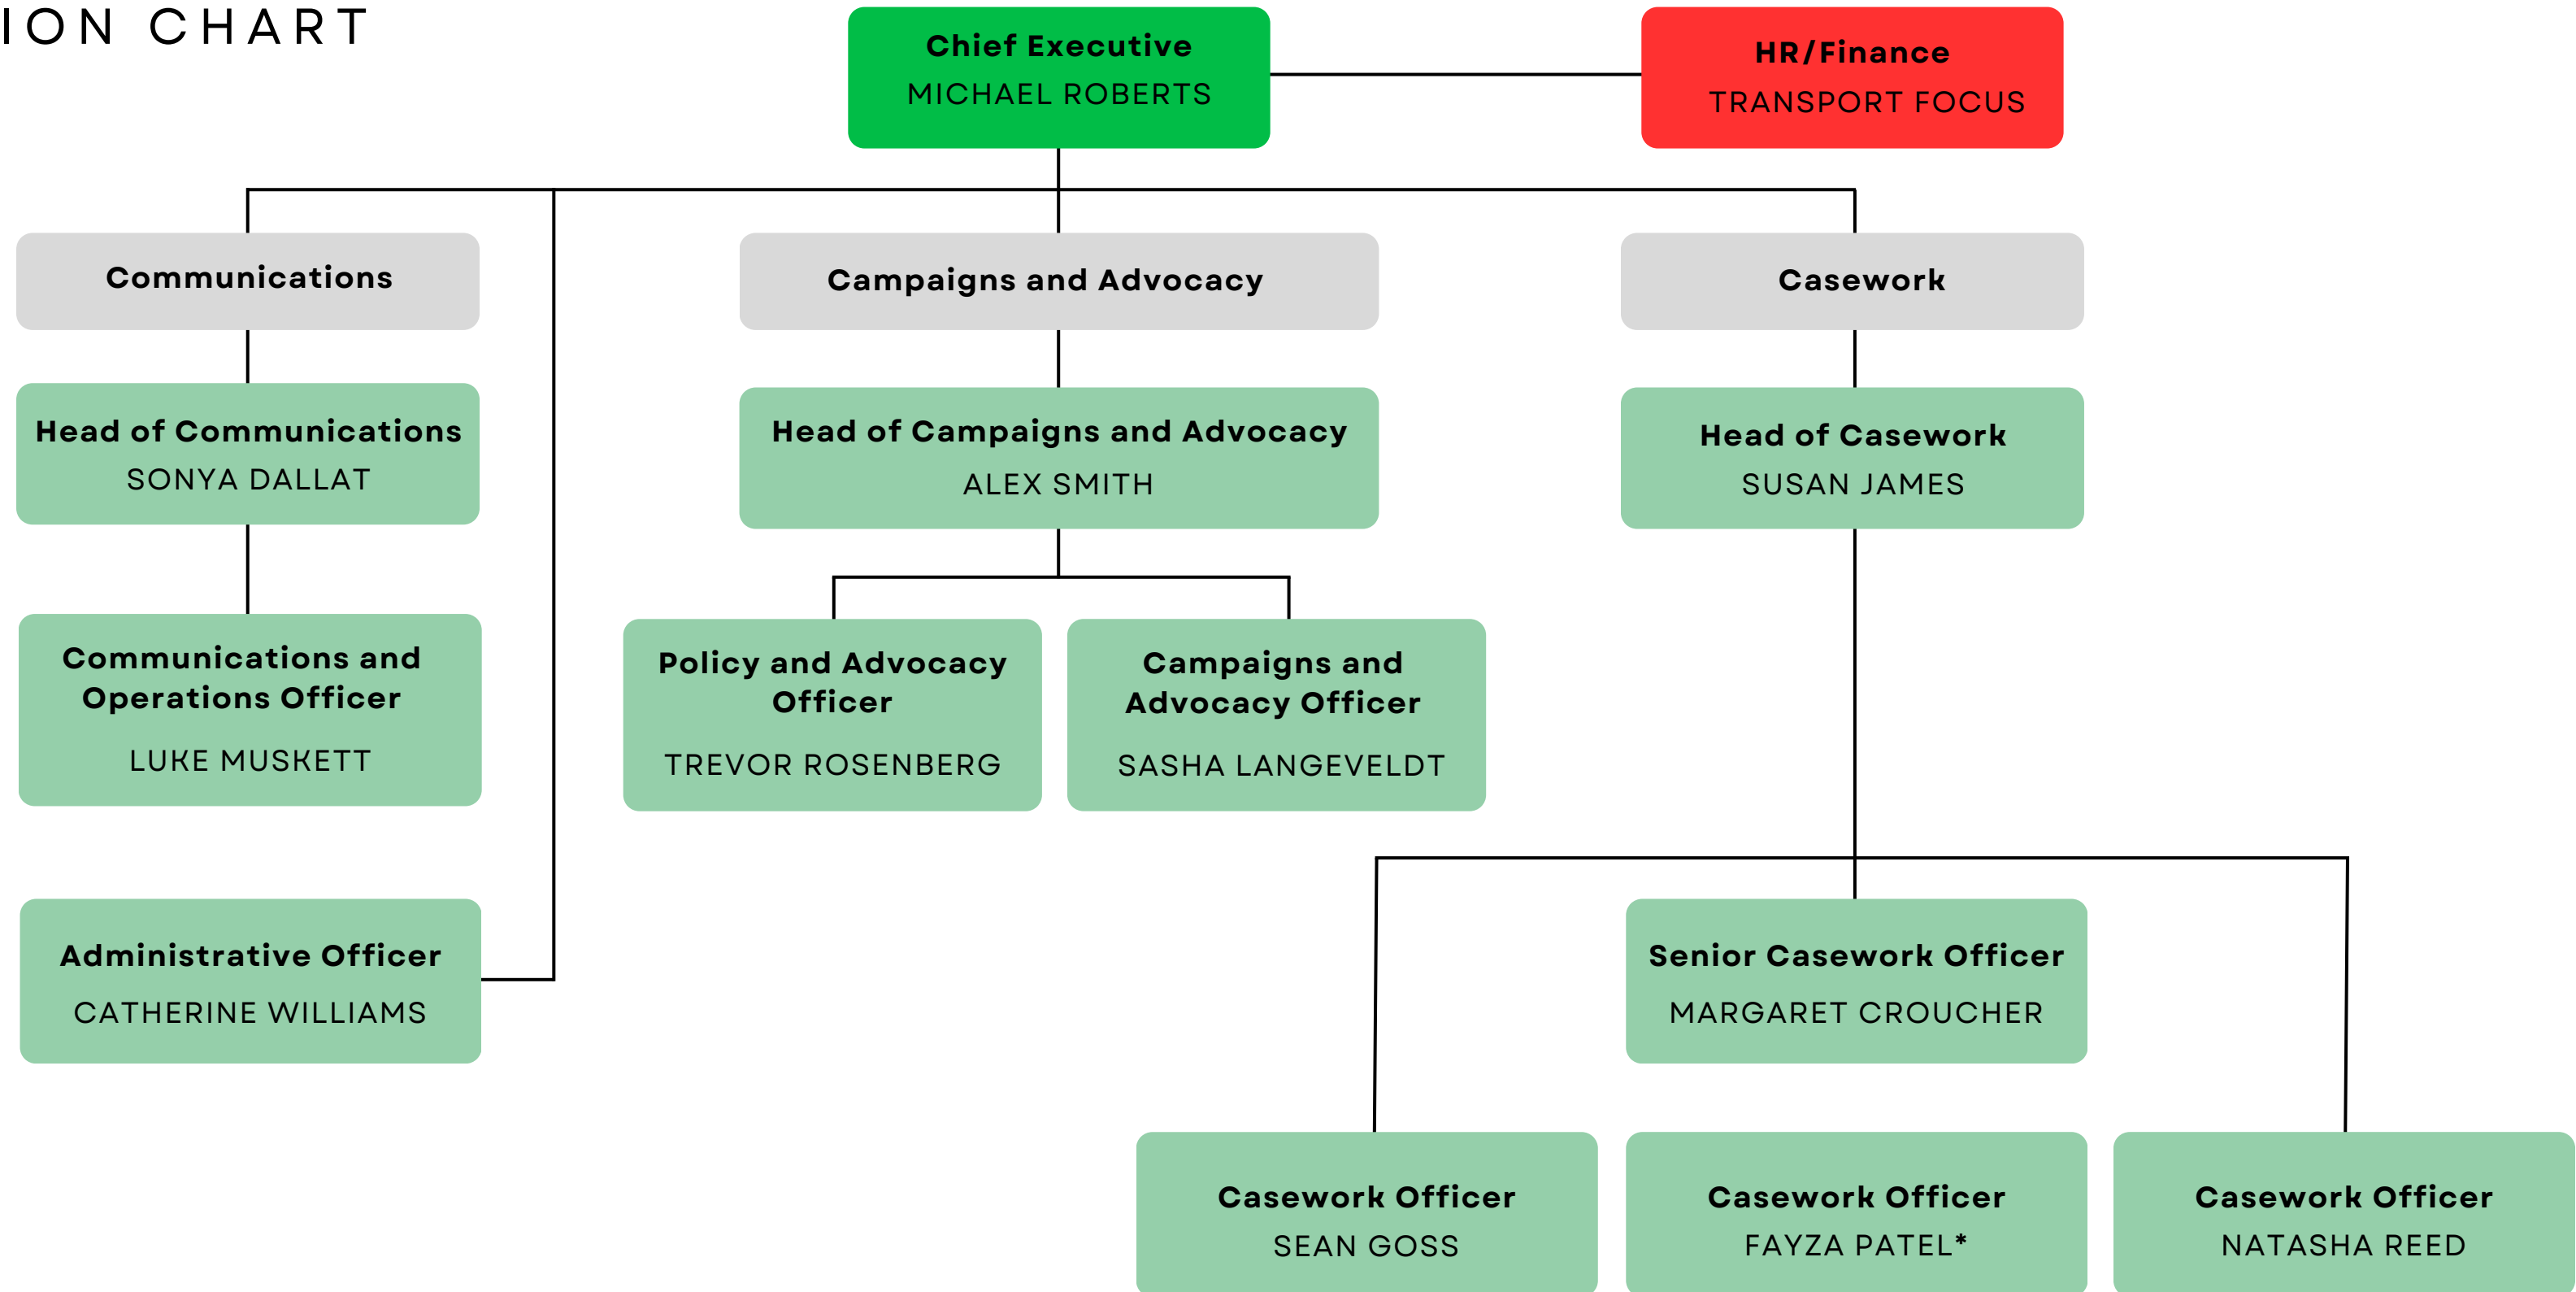 ION CHART
Chief Executive
MICHAEL ROBERTS
HR/Finance
TRANSPORT FOCUS
Communications
Campaigns and Advocacy
Casework
Head of Communications
SONYA DALLAT
Head of Campaigns and Advocacy
ALEX SMITH
Head of Casework
SUSAN JAMES
Communications and
Operations Officer
LUKE MUSKETT
Policy and Advocacy
Officer
TREVOR ROSENBERG
Campaigns and
Advocacy Officer
SASHA LANGEVELDT
Administrative Officer
CATHERINE WILLIAMS
Senior Casework Officer
MARGARET CROUCHER
Casework Officer
SEAN GOSS
Casework Officer
FAYZA PATEL*
Casework Officer
NATASHA REED